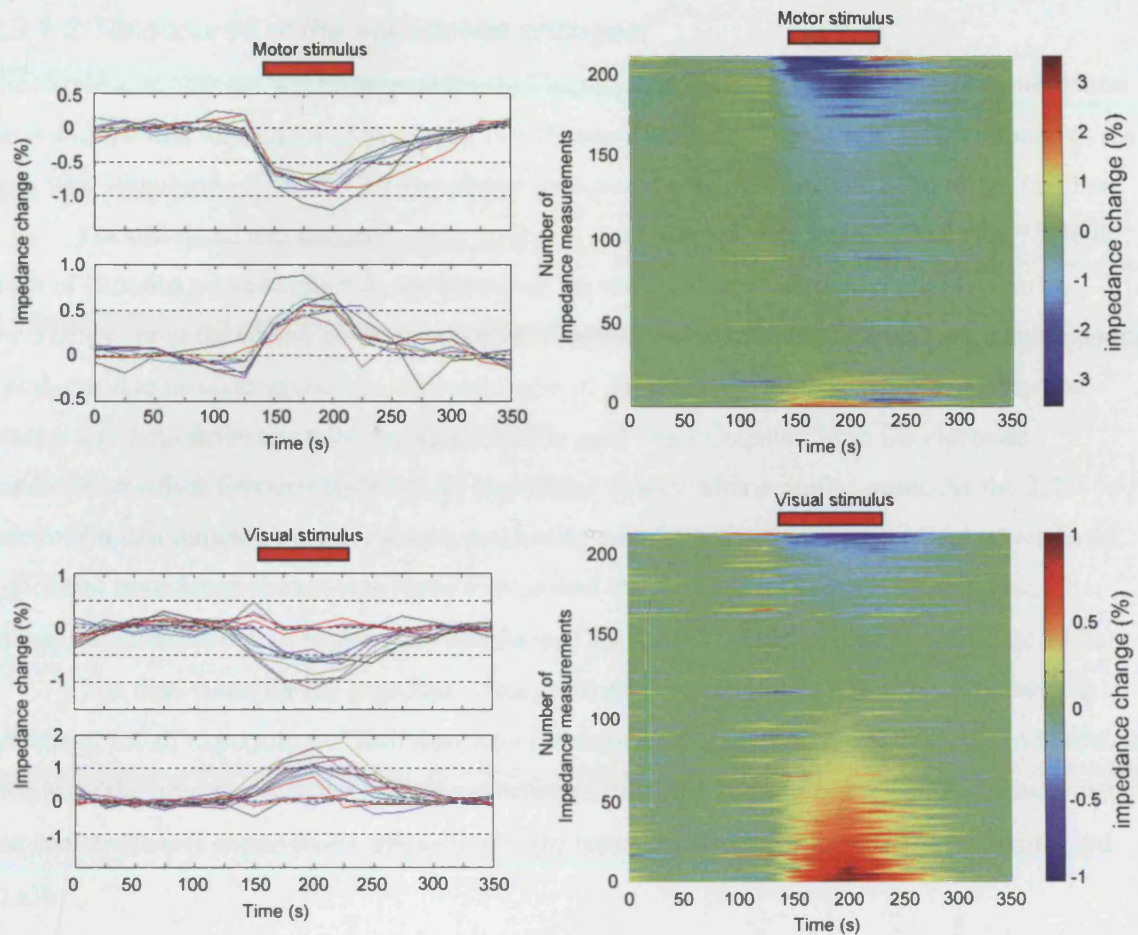 Motor stimulus
Impedance change (%)
0.5
0
-0.5
-1.0
1.0
0.5
0
-0.5
0 50 100 150 200 250 300 350
Time (s)
Motor stimulus
Number of
Impedance measurements
200
150
100
50
0
0 50 100 150 200 250 300 350
Time (s)
3
2
1
0
-1
-2
-3
impedance change (%)
Visual stimulus
Impedance change (%)
1
0
-1
2
1
0
-1
0 50 100 150 200 250 300 350
Time (s)
Visual stimulus
Number of
Impedance measurements
200
150
100
50
0
0 50 100 150 200 250 300 350
Time (s)
1
0.5
0
-0.5
-1
impedance change (%)